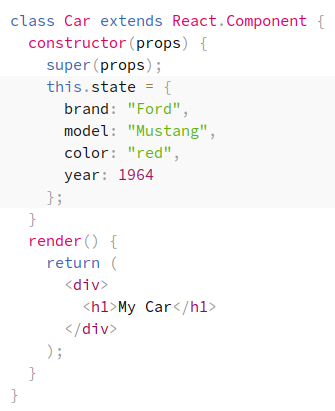 class Car extends React.Component {
  constructor(props) {
    super(props);
    this.state = {
      brand: "Ford",
      model: "Mustang",
      color: "red",
      year: 1964
    };
  }
  render() {
    return (
      <div>
        <h1>My Car</h1>
      </div>
    );
  }
}